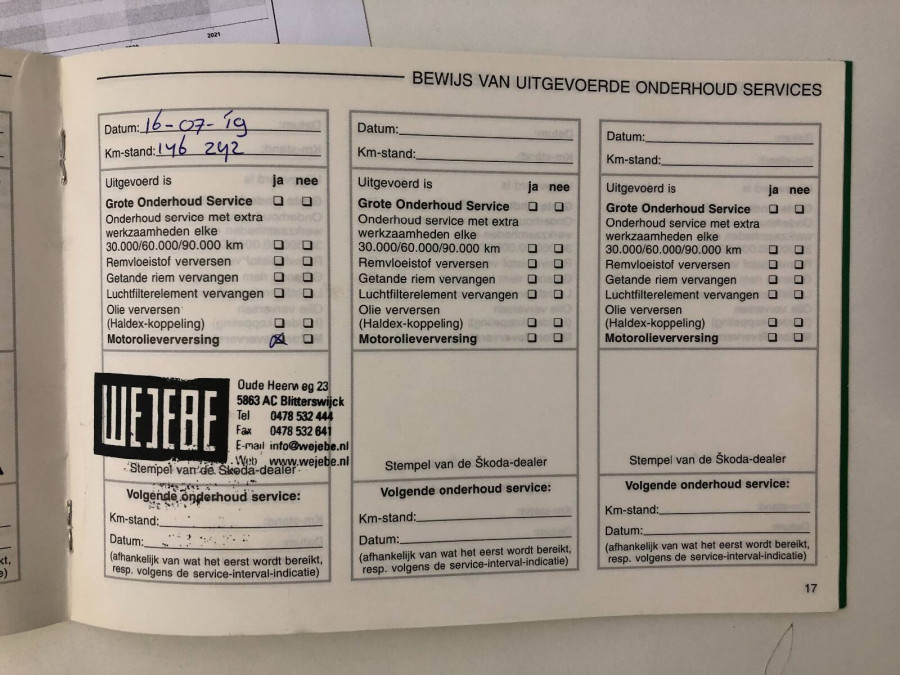 2021
BEWIJS VAN UITGEVOERDE ONDERHOUD SERVICES
Datum: 16-07-19
Km-stand: 146 242
Uitgevoerd is ja nee
Grote Onderhoud Service
Onderhoud service met extra
werkzaamheden elke
30.000/60.000/90.000 km
Remvloeistof verversen
Getande riem vervangen
Luchtfilterelement vervangen
Olie verversen
(Haldex-koppeling)
Motorolieverversing
WEJEBE
Oude Heerweg 23
5863 AC Blitterswijck
Tel 0478 532 444
Fax 0478 532 641
E-mail info@wejebe.nl
Web www.wejebe.nl
Stempel van de Skoda-dealer
Volgende onderhoud service:
Km-stand:
Datum:
(afhankelijk van wat het eerst wordt bereikt,
resp. volgens de service-interval-indicatie)
Datum:
Km-stand:
Uitgevoerd is ja nee
Grote Onderhoud Service
Onderhoud service met extra
werkzaamheden elke
30.000/60.000/90.000 km
Remvloeistof verversen
Getande riem vervangen
Luchtfilterelement vervangen
Olie verversen
(Haldex-koppeling)
Motorolieverversing
Stempel van de Škoda-dealer
Volgende onderhoud service:
Km-stand:
Datum:
(afhankelijk van wat het eerst wordt bereikt,
resp. volgens de service-interval-indicatie)
Datum:
Km-stand:
Uitgevoerd is ja nee
Grote Onderhoud Service
Onderhoud service met extra
werkzaamheden elke
30.000/60.000/90.000 km
Remvloeistof verversen
Getande riem vervangen
Luchtfilterelement vervangen
Olie verversen
(Haldex-koppeling)
Motorolieverversing
Stempel van de Škoda-dealer
Volgende onderhoud service:
Km-stand:
Datum:
(afhankelijk van wat het eerst wordt bereikt,
resp. volgens de service-interval-indicatie)
17